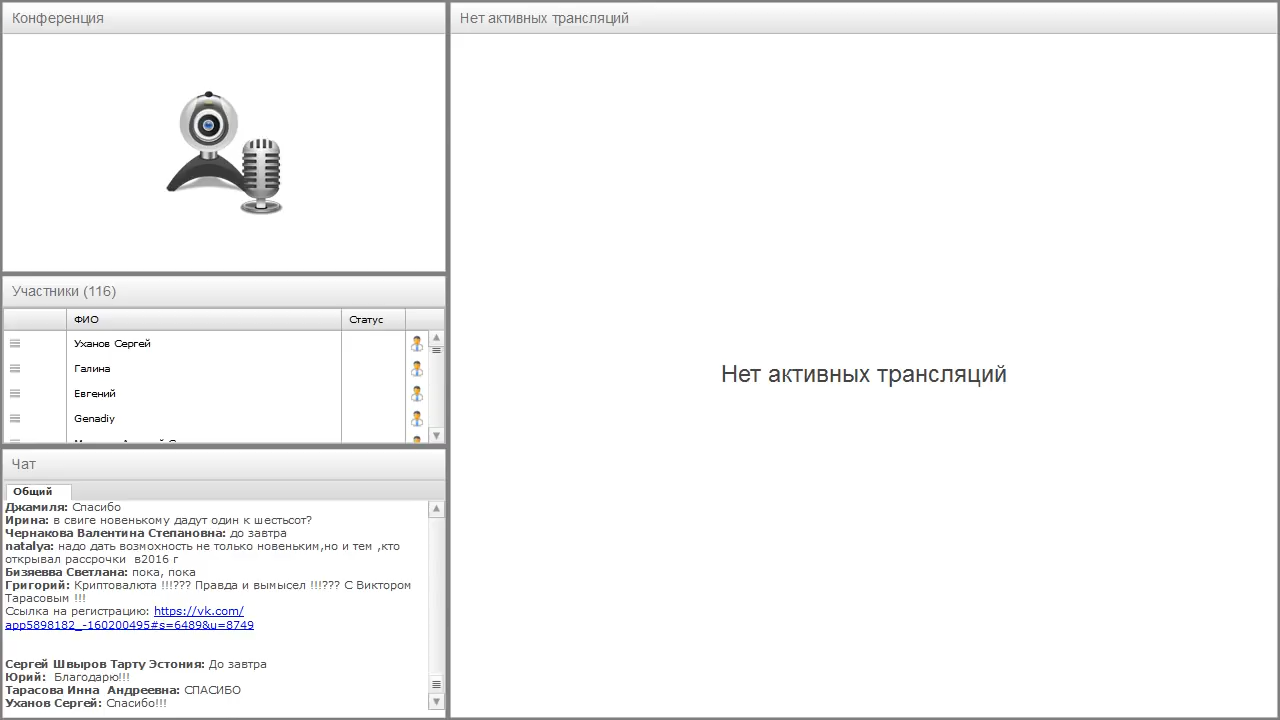 Конференция
Нет активных трансляций
Участники (116)
ФИО
Статус
Уханов Сергей
Галина
Евгений
Genadiy
Нет активных трансляций
Чат
Общий
Джамиля: Спасибо
Ирина: в свиге новенькому дадут один к шестьсот?
Чернакова Валентина Степановна: до завтра
natalya: надо дать возмохность не только новеньким,но и тем ,кто
открывал рассрочки в2016 г
Бизяевва Светлана: пока, пока
Григорий: Криптовалюта !!!??? Правда и вымысел !!!??? С Виктором
Тарасовым !!!
Ссылка на регистрацию: https://vk.com/
app5898182_-160200495#s=6489&u=8749
Сергей Швыров Тарту Эстония: До завтра
Юрий: Благодарю!!!
Тарасова Инна Андреевна: СПАСИБО
Уханов Сергей: Спасибо!!!